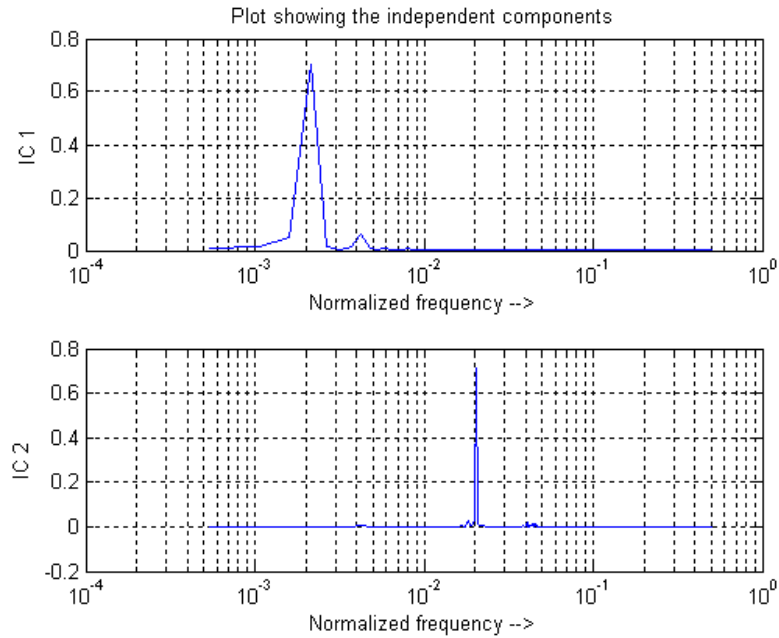 Plot showing the independent components
0.8
0.6
0.4
0.2
0
IC 1
10^-4 10^-3 10^-2 10^-1 10^0
Normalized frequency -->
0.8
0.6
0.4
0.2
0
-0.2
IC 2
10^-4 10^-3 10^-2 10^-1 10^0
Normalized frequency -->